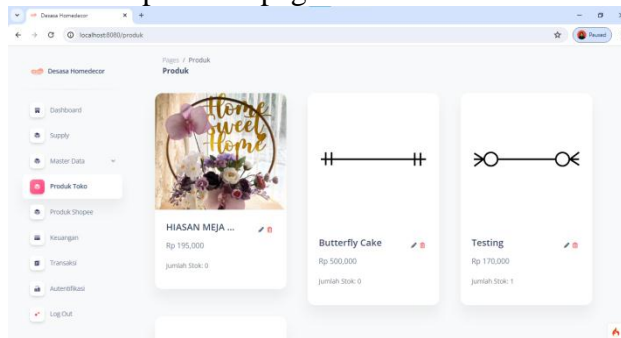 Desasa Homedecor
localhost:8080/produk
Paused
Desasa Homedecor
Pages / Produk
Produk
Dashboard
Supply
Master Data
Produk Toko
Produk Shopee
Keuangan
Transaksi
Autentifikasi
Log Out
Home
sweet
Home
HIASAN MEJA ...
Rp 195,000
Jumlah Stok: 0
Butterfly Cake
Rp 500,000
Jumlah Stok: 0
Testing
Rp 170,000
Jumlah Stok: 1